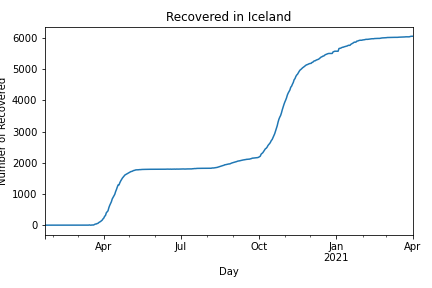 Recovered in Iceland
Number of Recovered
6000
5000
4000
3000
2000
1000
0
Apr
Jul
Oct
Jan
2021
Apr
Day